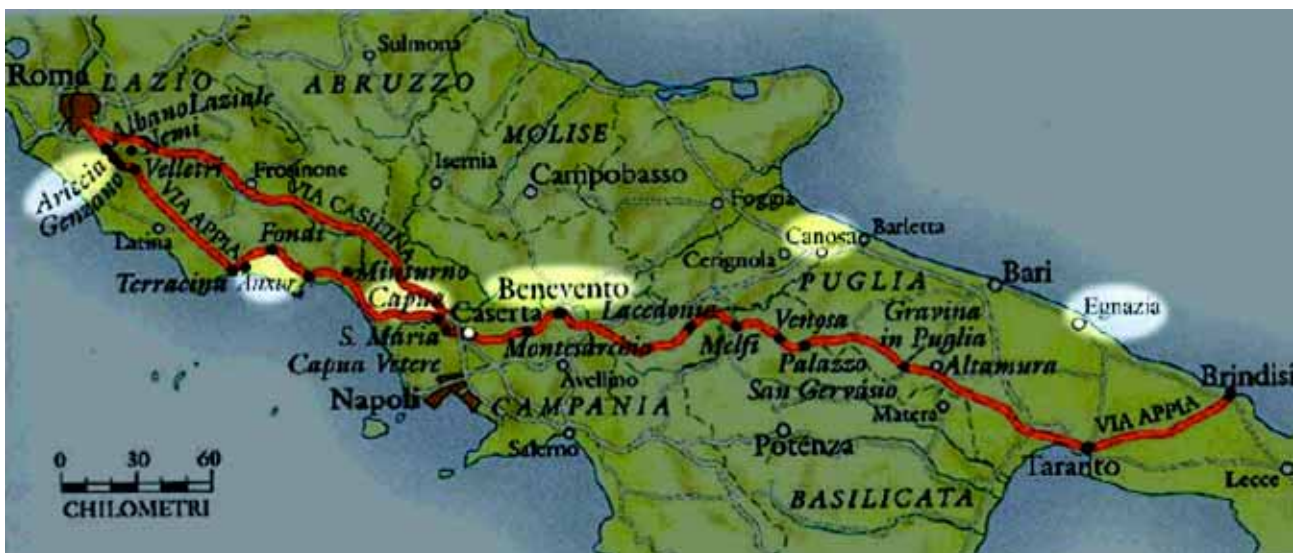 Sulmona
Roma
LAZIO
ABRUZZO
Albano Laziale
Nemi
MOLISE
Velletri
Frosinone
Isernia
Campobasso
Ariccia
Genzano
VIA APPIA
VIA CASILINA
Foggia
Latina
Fondi
Canosa
Barletta
Cerignola
Terracina
Anxur
Minturno
PUGLIA
Bari
Capua
Benevento
Egnazia
Caserta
Lacedonia
Venosa
Gravina
in Puglia
S. Maria
Capua Vetere
Montesarchio
Melfi
Palazzo
San Gervasio
Altamura
Avellino
Brindisi
Napoli
CAMPANIA
Matera
VIA APPIA
Salerno
Potenza
Taranto
Lecce
BASILICATA
0 30 60
CHILOMETRI